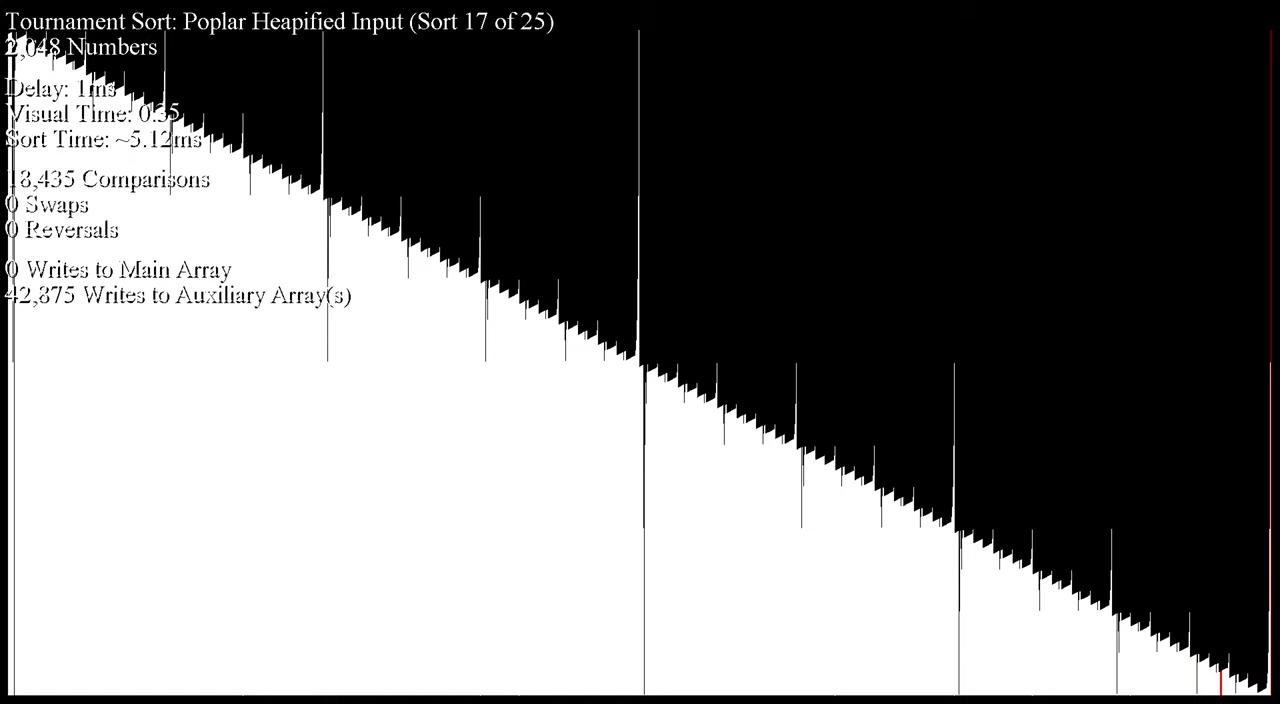 Tournament Sort: Poplar Heapified Input (Sort 17 of 25)
2,048 Numbers
Delay: 1ms
Visual Time: 0:35
Sort Time: ~5.12ms
18,435 Comparisons
0 Swaps
0 Reversals
0 Writes to Main Array
42,875 Writes to Auxiliary Array(s)